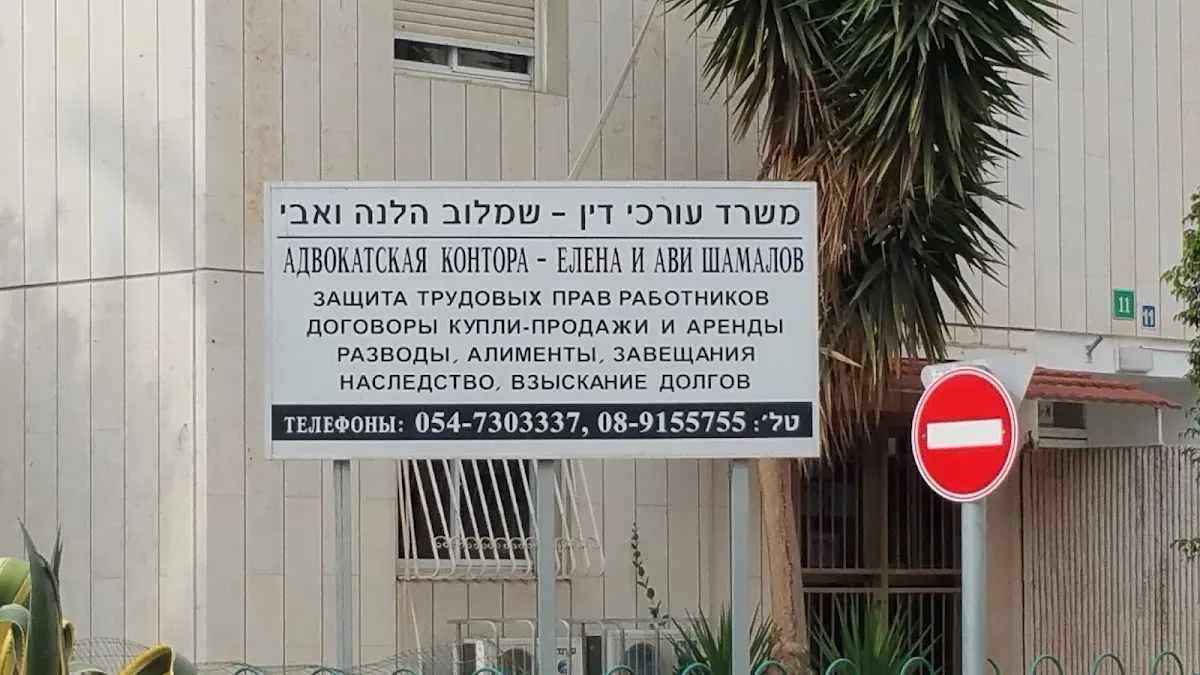 משרד עורכי דין - שמלוב הלנה ואבי
АДВОКАТСКАЯ КОНТОРА - ЕЛЕНА И АВИ ШАМАЛОВ
ЗАЩИТА ТРУДОВЫХ ПРАВ РАБОТНИКОВ
ДОГОВОРЫ КУПЛИ-ПРОДАЖИ И АРЕНДЫ
РАЗВОДЫ, АЛИМЕНТЫ, ЗАВЕЩАНИЯ
НАСЛЕДСТВО, ВЗЫСКАНИЕ ДОЛГОВ
ТЕЛЕФОНЫ: 054-7303337, 08-9155755 :'טל
11
11